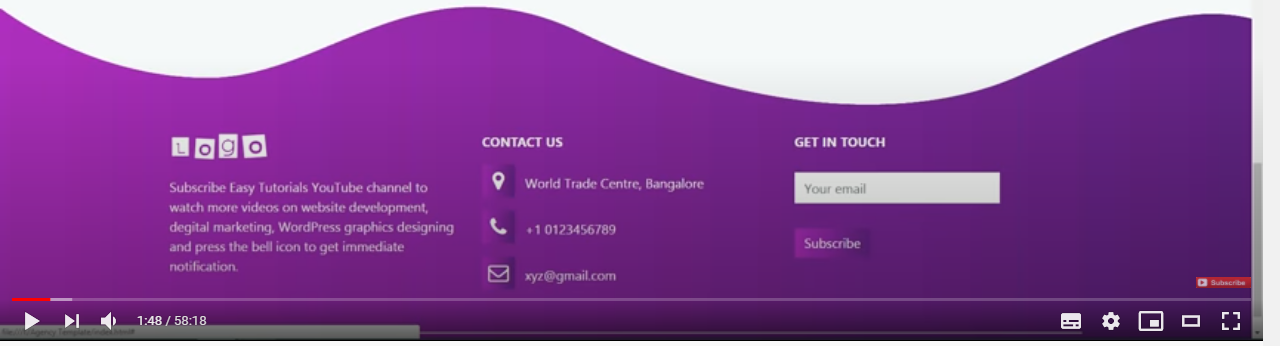 Logo
Subscribe Easy Tutorials YouTube channel to
watch more videos on website development,
degital marketing, WordPress graphics designing
and press the bell icon to get immediate
notification.
CONTACT US
World Trade Centre, Bangalore
+1 0123456789
xyz@gmail.com
GET IN TOUCH
Your email
Subscribe
Subscribe
1:48 / 58:18